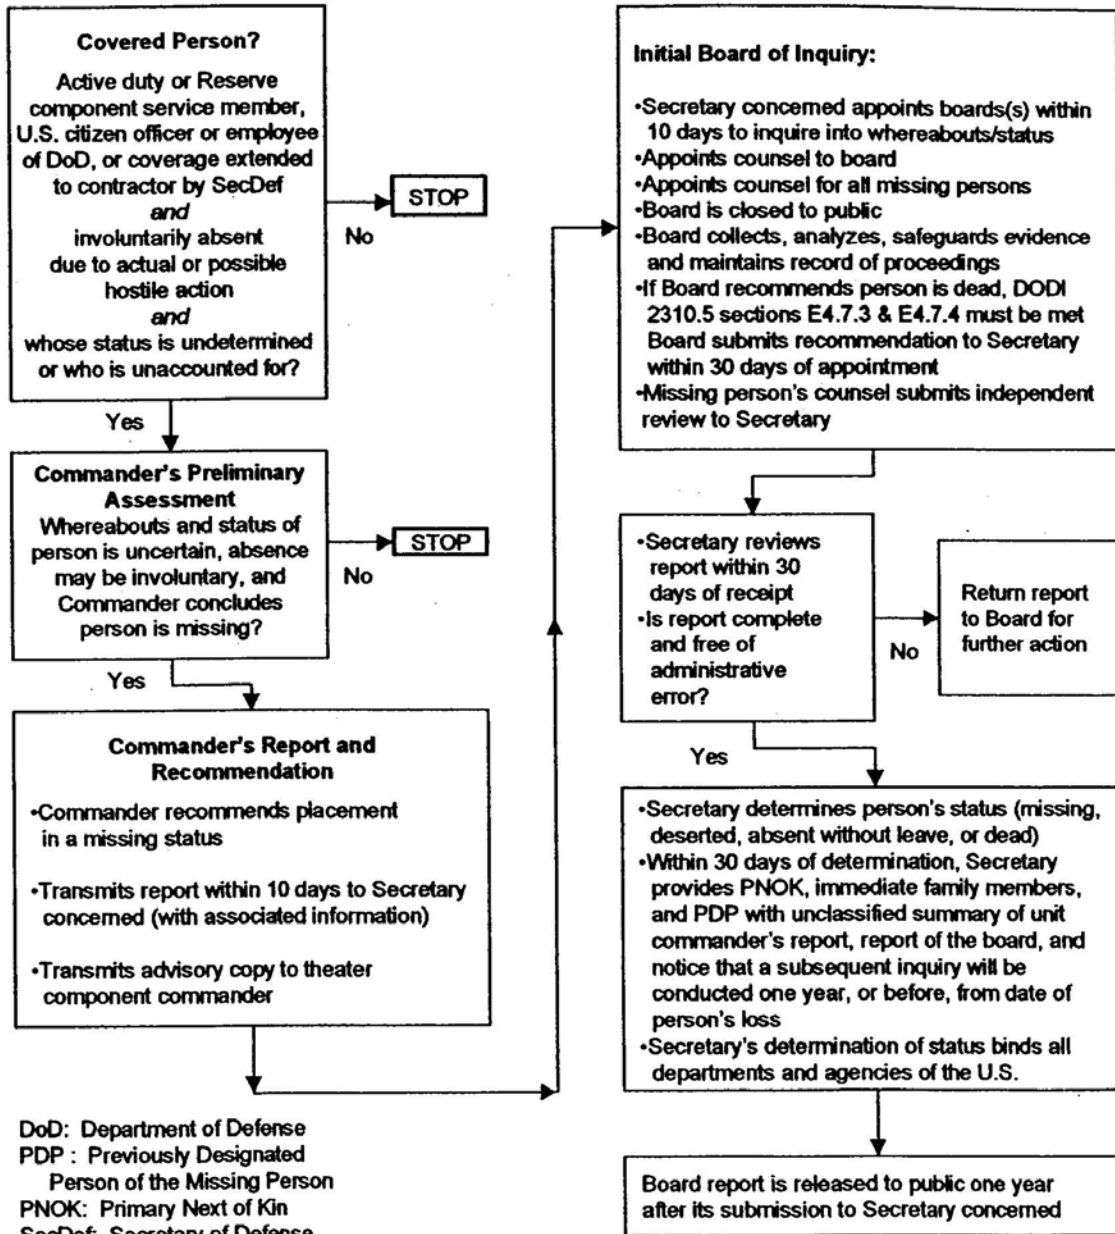 Covered Person?
Active duty or Reserve
component service member,
U.S. citizen officer or employee
of DoD, or coverage extended
to contractor by SecDef
and
involuntarily absent
due to actual or possible
hostile action
and
whose status is undetermined
or who is unaccounted for?
STOP
No
Yes
Commander's Preliminary
Assessment
Whereabouts and status of
person is uncertain, absence
may be involuntary, and
Commander concludes
person is missing?
STOP
No
Yes
Commander's Report and
Recommendation
•Commander recommends placement
in a missing status
•Transmits report within 10 days to Secretary
concerned (with associated information)
•Transmits advisory copy to theater
component commander
DoD: Department of Defense
PDP : Previously Designated
Person of the Missing Person
PNOK: Primary Next of Kin
SecDef: Secretary of Defense
Initial Board of Inquiry:
•Secretary concerned appoints boards(s) within
10 days to inquire into whereabouts/status
•Appoints counsel to board
•Appoints counsel for all missing persons
•Board is closed to public
•Board collects, analyzes, safeguards evidence
and maintains record of proceedings
•If Board recommends person is dead, DODI
2310.5 sections E4.7.3 & E4.7.4 must be met
Board submits recommendation to Secretary
within 30 days of appointment
•Missing person's counsel submits independent
review to Secretary
•Secretary reviews
report within 30
days of receipt
•Is report complete
and free of
administrative
error?
No
Return report
to Board for
further action
Yes
•Secretary determines person's status (missing,
deserted, absent without leave, or dead)
•Within 30 days of determination, Secretary
provides PNOK, immediate family members,
and PDP with unclassified summary of unit
commander's report, report of the board, and
notice that a subsequent inquiry will be
conducted one year, or before, from date of
person's loss
•Secretary's determination of status binds all
departments and agencies of the U.S.
Board report is released to public one year
after its submission to Secretary concerned